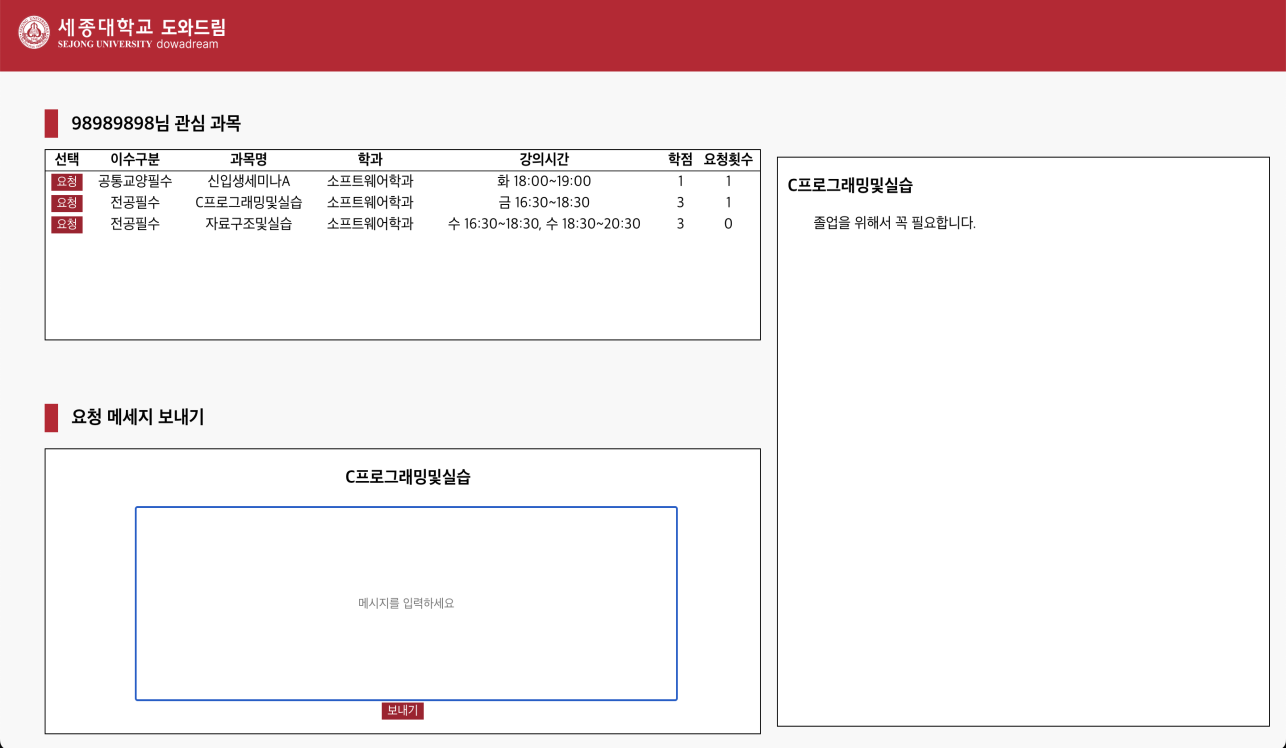 세종대학교 도와드림
SEJONG UNIVERSITY dowadream
98989898님 관심 과목
선택 이수구분 과목명 학과 강의시간 학점 요청횟수
요청 공통교양필수 신입생세미나A 소프트웨어학과 화 18:00~19:00 1 1
요청 전공필수 C프로그래밍및실습 소프트웨어학과 금 16:30~18:30 3 1
요청 전공필수 자료구조및실습 소프트웨어학과 수 16:30~18:30, 수 18:30~20:30 3 0
요청 메세지 보내기
C프로그래밍및실습
메시지를 입력하세요
보내기
C프로그래밍및실습
졸업을 위해서 꼭 필요합니다.